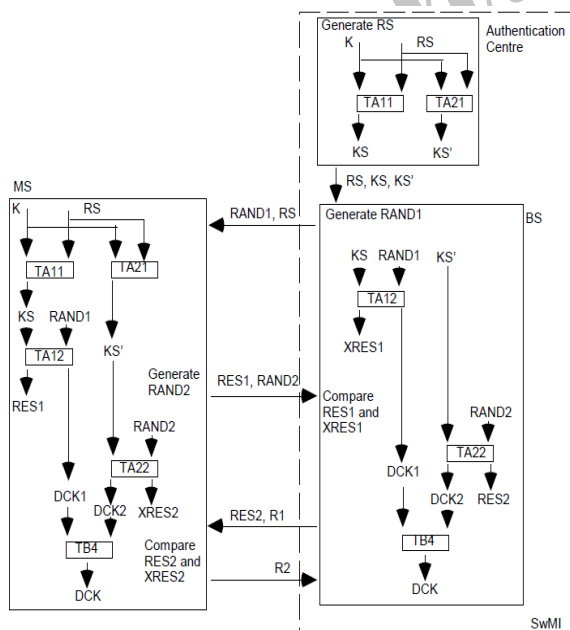 Generate RS
Authentication
Centre
K
RS
TA11
TA21
KS
KS'
RS, KS, KS'
MS
K
RS
TA11
TA21
KS
RAND1
TA12
KS'
RES1
Generate
RAND2
RAND2
TA22
DCK1
DCK2
XRES2
TB4
Compare
RES2 and
XRES2
DCK
RAND1, RS
RES1, RAND2
RES2, R1
R2
Generate RAND1
BS
KS
RAND1
KS'
TA12
XRES1
Compare
RES1 and
XRES1
RAND2
TA22
DCK1
DCK2
RES2
TB4
DCK
SwMI